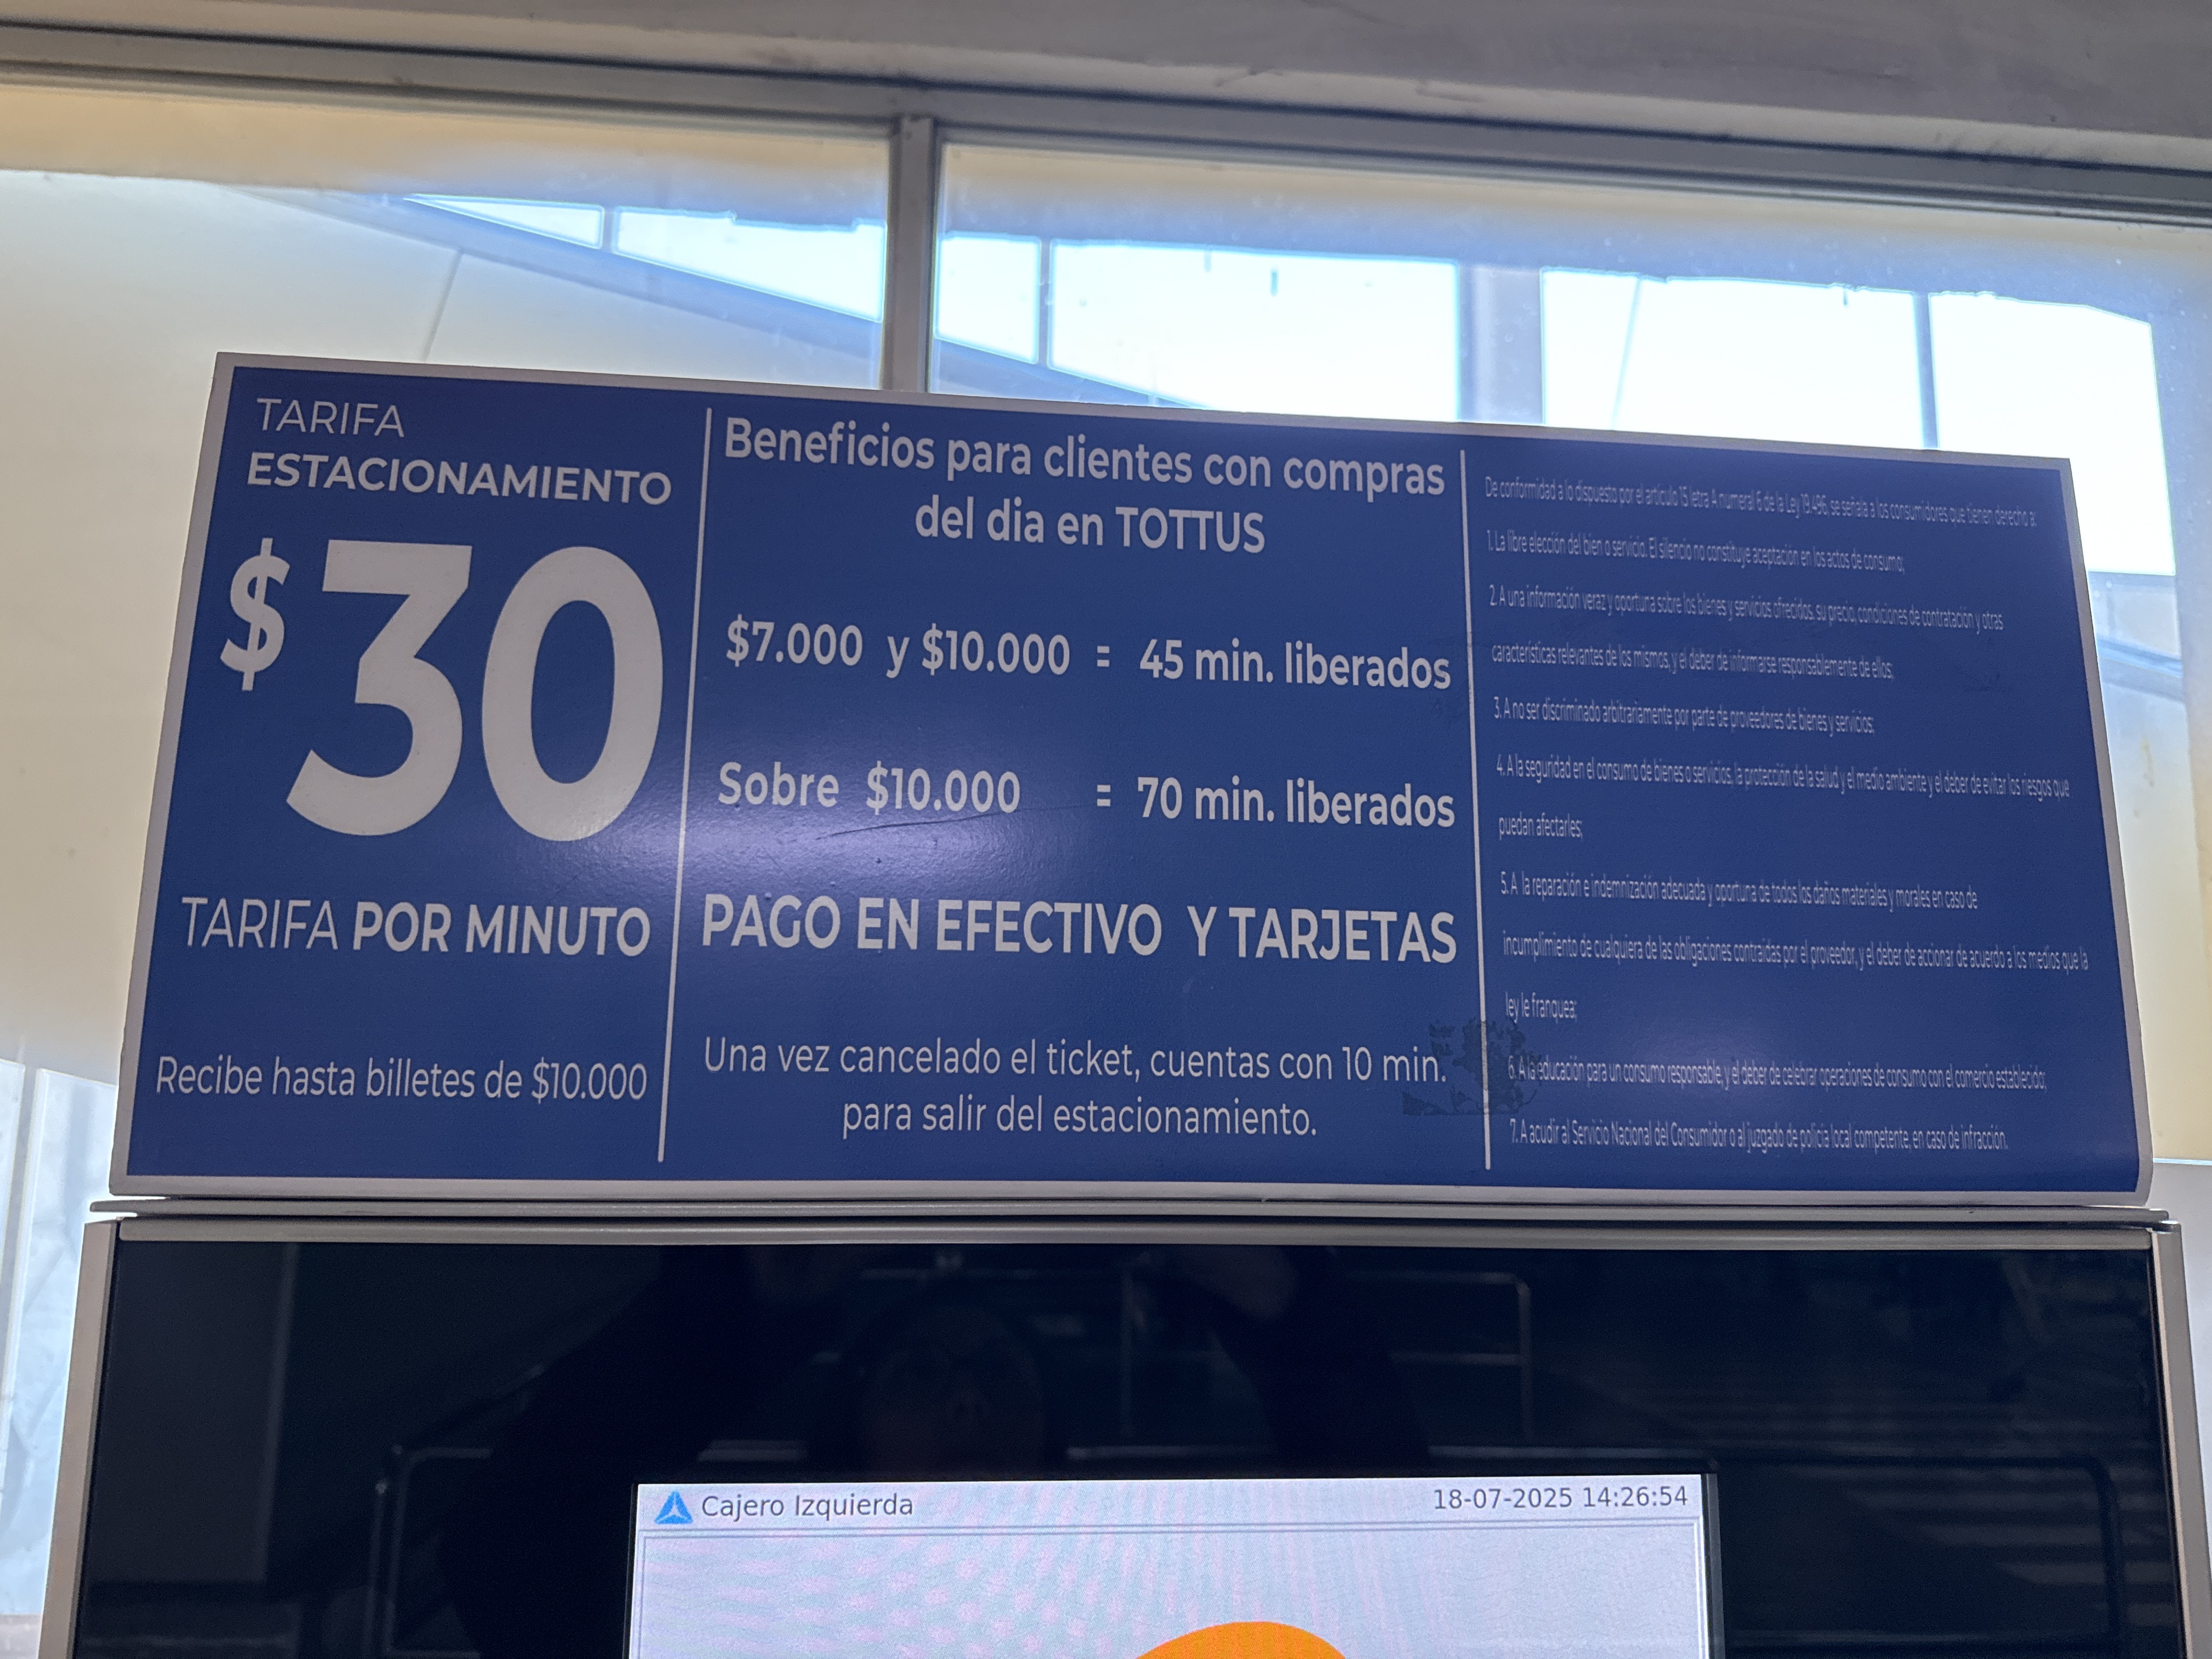 TARIFA
ESTACIONAMIENTO
$30
TARIFA POR MINUTO
Recibe hasta billetes de $10.000
Beneficios para clientes con compras
del dia en TOTTUS
$7.000 y $10.000 = 45 min. liberados
Sobre $10.000 = 70 min. liberados
PAGO EN EFECTIVO Y TARJETAS
Una vez cancelado el ticket, cuentas con 10 min.
para salir del estacionamiento.
De conformidad a lo dispuesto por el artículo 15 letra A numeral 6 de la Ley 19.496, se señala a los consumidores que tienen derecho a:
1. La libre elección del bien o servicio. El silencio no constituye aceptación en los actos de consumo;
2. A una información veraz y oportuna sobre los bienes y servicios ofrecidos, su precio, condiciones de contratación y otras
características relevantes de los mismos, y el deber de informarse responsablemente de ellos;
3. A no ser discriminado arbitrariamente por parte de proveedores de bienes y servicios;
4. A la seguridad en el consumo de bienes o servicios, la protección de la salud y el medio ambiente y el deber de evitar los riesgos que
puedan afectarles;
5. A la reparación e indemnización adecuada y oportuna de todos los daños materiales y morales en caso de
incumplimiento de cualquiera de las obligaciones contraídas por el proveedor, y el deber de accionar de acuerdo a los medios que la
ley le franquea;
6. A la educación para un consumo responsable, y el deber de celebrar operaciones de consumo con el comercio establecido;
7. A acudir al Servicio Nacional del Consumidor o al juzgado de policía local competente, en caso de infracción.
Cajero Izquierda
18-07-2025 14:26:54